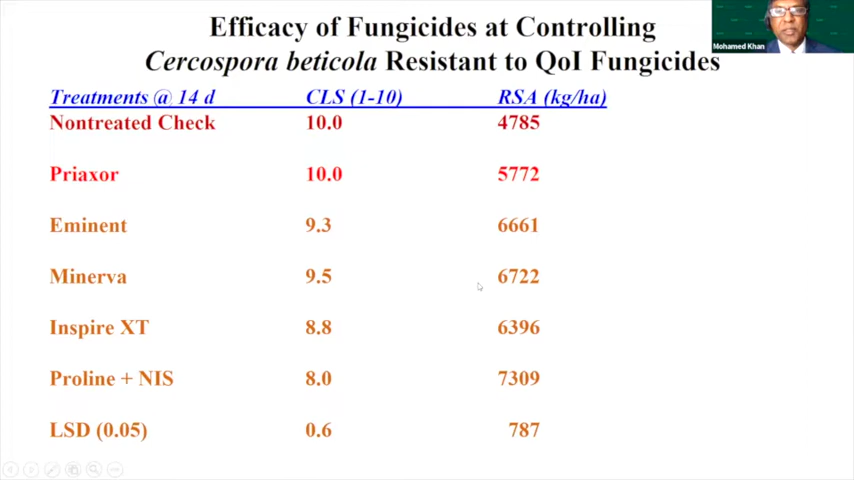 Efficacy of Fungicides at Controlling
Cercospora beticola Resistant to QoI Fungicides
Mohamed Khan
Treatments @ 14 d CLS (1-10) RSA (kg/ha)
Nontreated Check 10.0 4785
Priaxor 10.0 5772
Eminent 9.3 6661
Minerva 9.5 6722
Inspire XT 8.8 6396
Proline + NIS 8.0 7309
LSD (0.05) 0.6 787